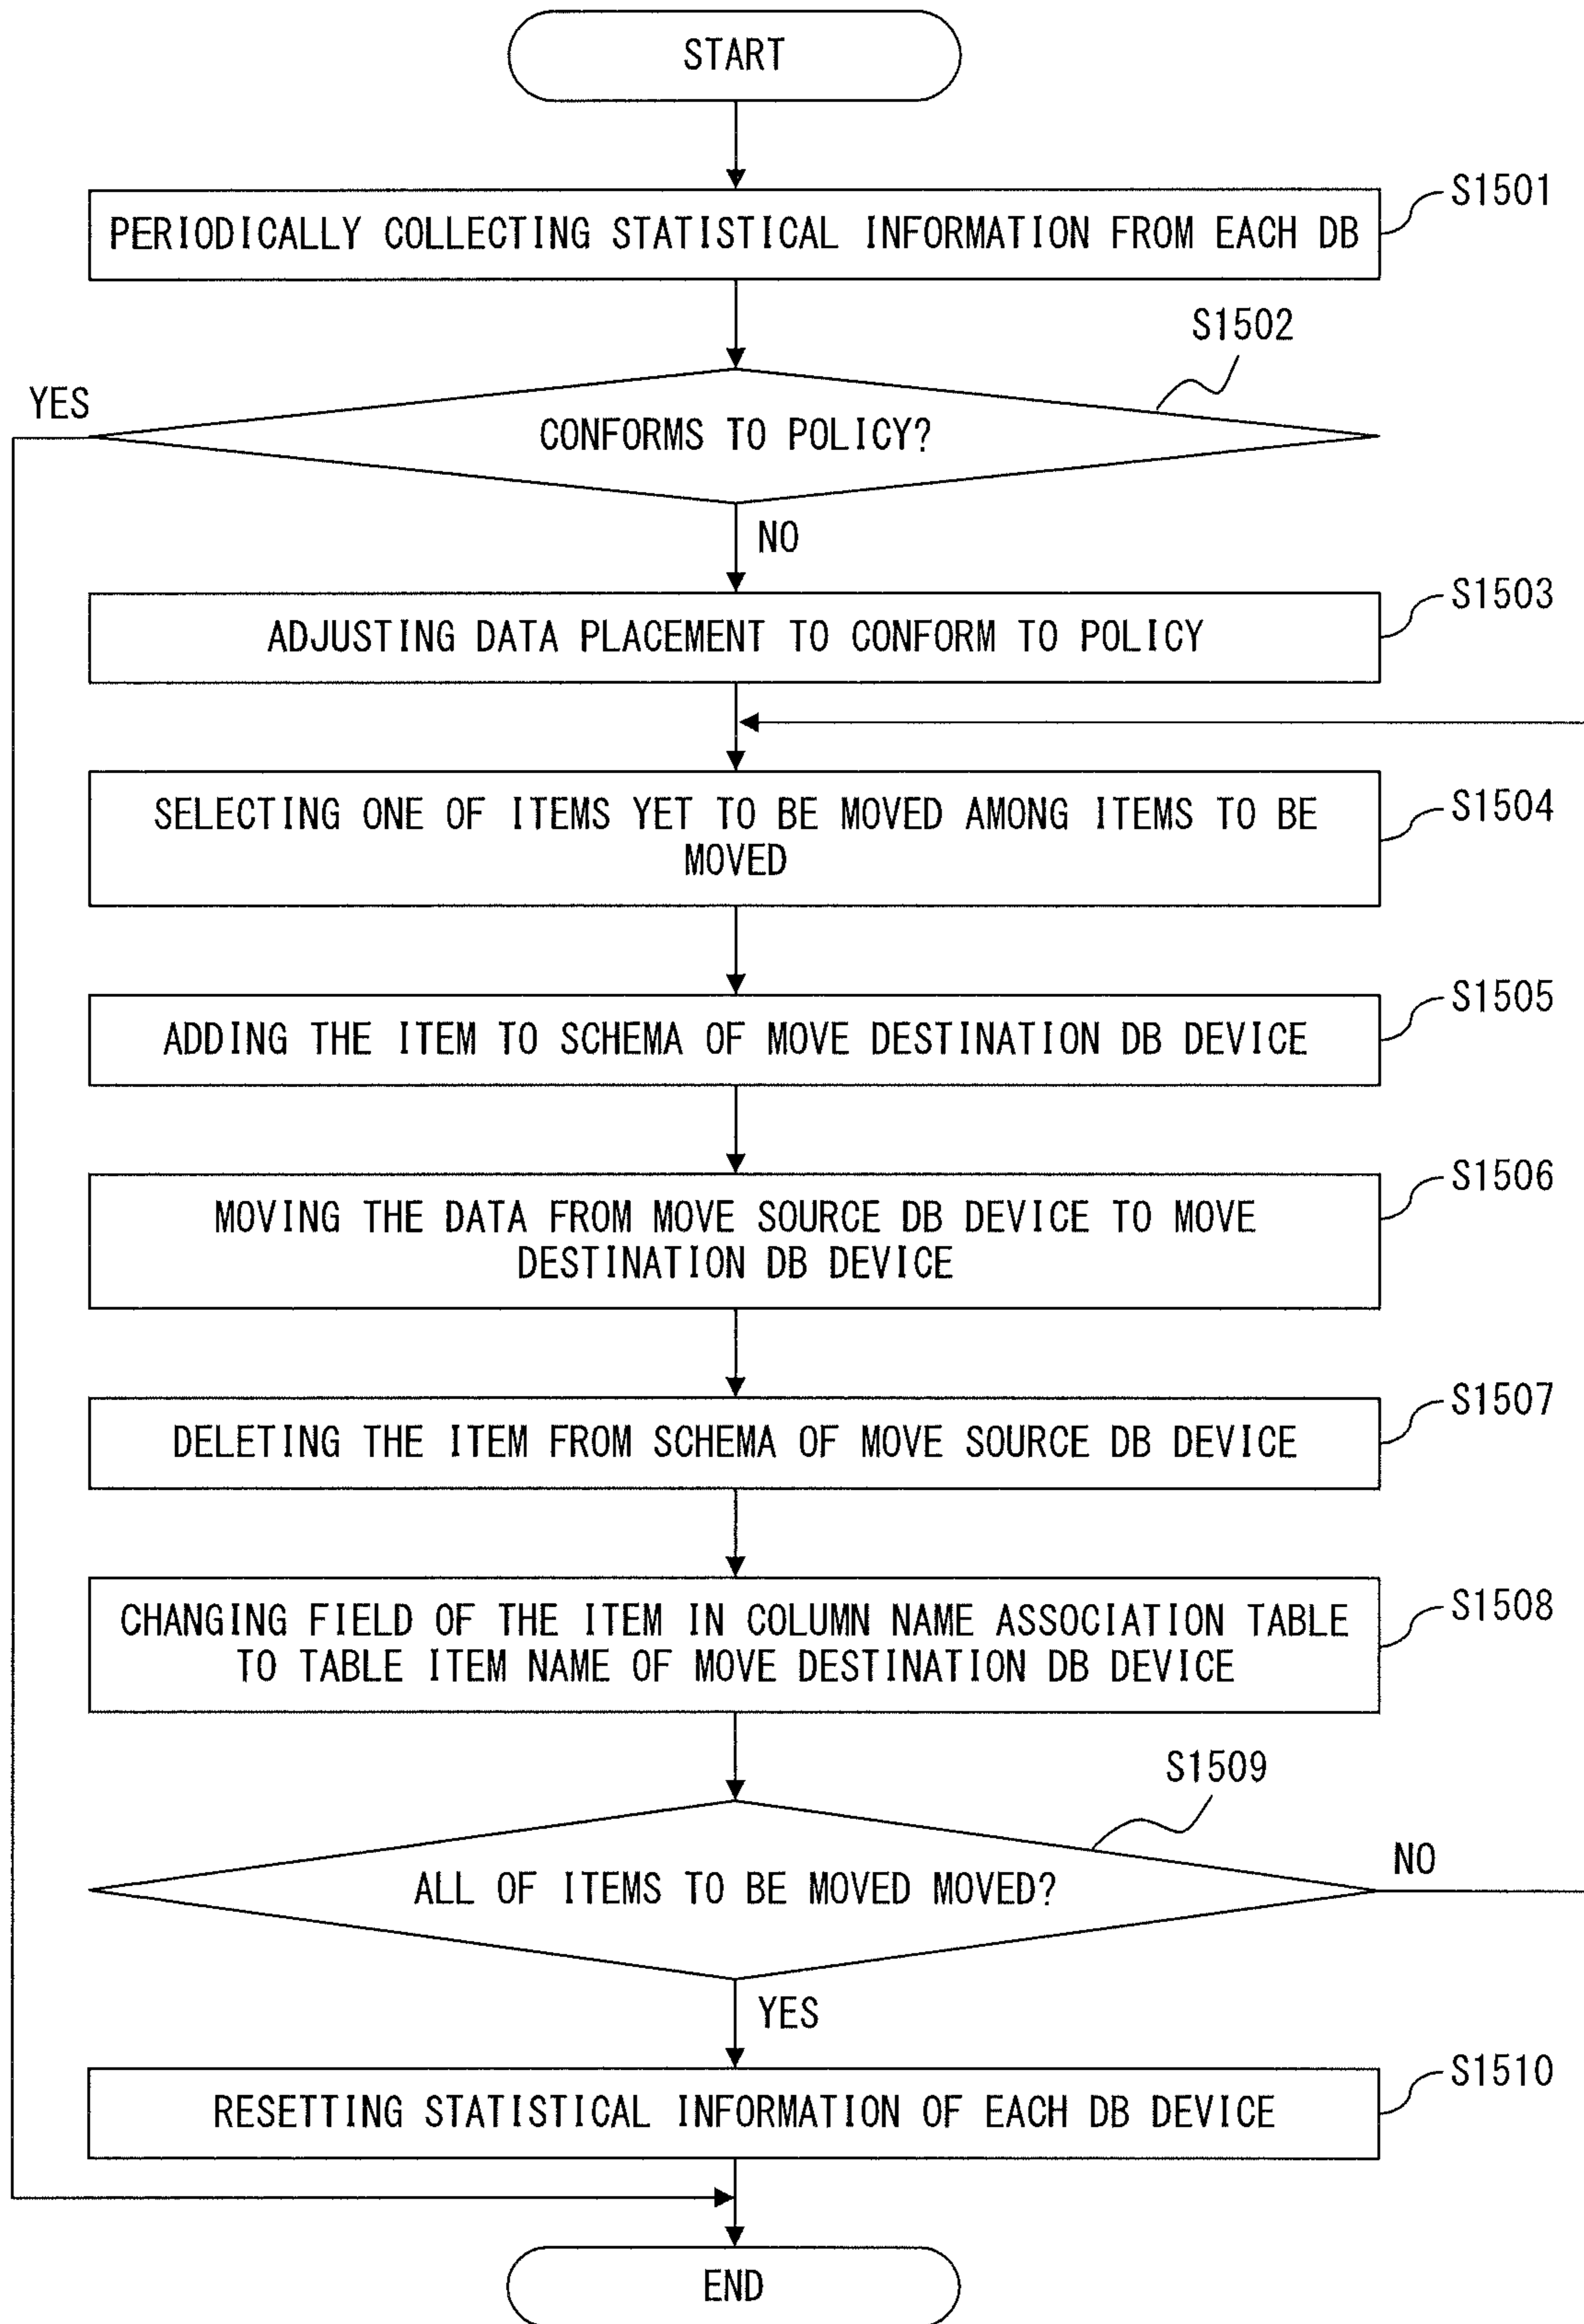 START
PERIODICALLY COLLECTING STATISTICAL INFORMATION FROM EACH DB
S1501
S1502
YES
CONFORMS TO POLICY?
NO
S1503
ADJUSTING DATA PLACEMENT TO CONFORM TO POLICY
SELECTING ONE OF ITEMS YET TO BE MOVED AMONG ITEMS TO BE
MOVED
S1504
ADDING THE ITEM TO SCHEMA OF MOVE DESTINATION DB DEVICE
S1505
MOVING THE DATA FROM MOVE SOURCE DB DEVICE TO MOVE
DESTINATION DB DEVICE
S1506
DELETING THE ITEM FROM SCHEMA OF MOVE SOURCE DB DEVICE
S1507
CHANGING FIELD OF THE ITEM IN COLUMN NAME ASSOCIATION TABLE
TO TABLE ITEM NAME OF MOVE DESTINATION DB DEVICE
S1508
S1509
ALL OF ITEMS TO BE MOVED MOVED?
NO
YES
RESETTING STATISTICAL INFORMATION OF EACH DB DEVICE
S1510
END